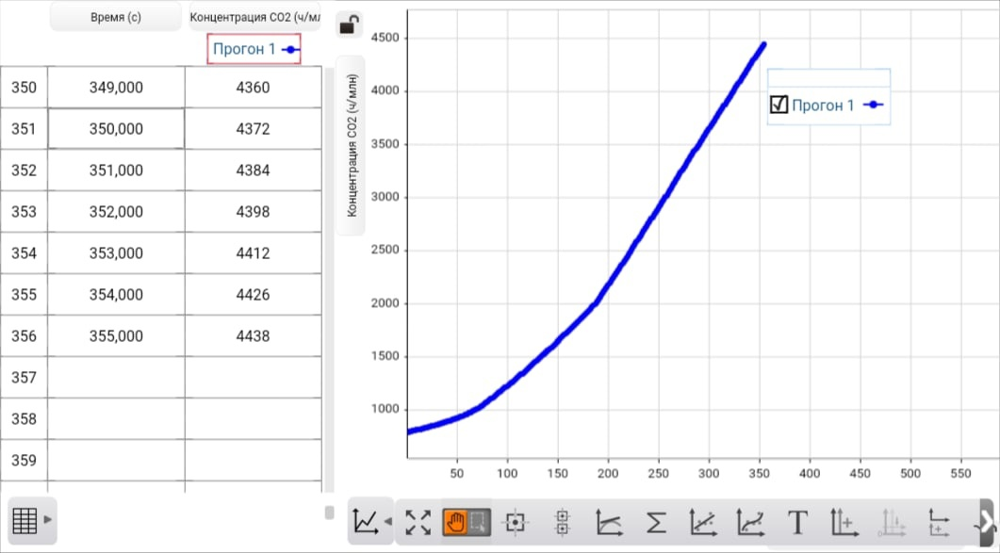 Время (с)
Концентрация CO2 (ч/мл
Прогон 1
350 349,000 4360
351 350,000 4372
352 351,000 4384
353 352,000 4398
354 353,000 4412
355 354,000 4426
356 355,000 4438
357
358
359
Концентрация CO2 (ч/млн)
4500
4000
3500
3000
2500
2000
1500
1000
50 100 150 200 250 300 350 400 450 500 550
Прогон 1
T